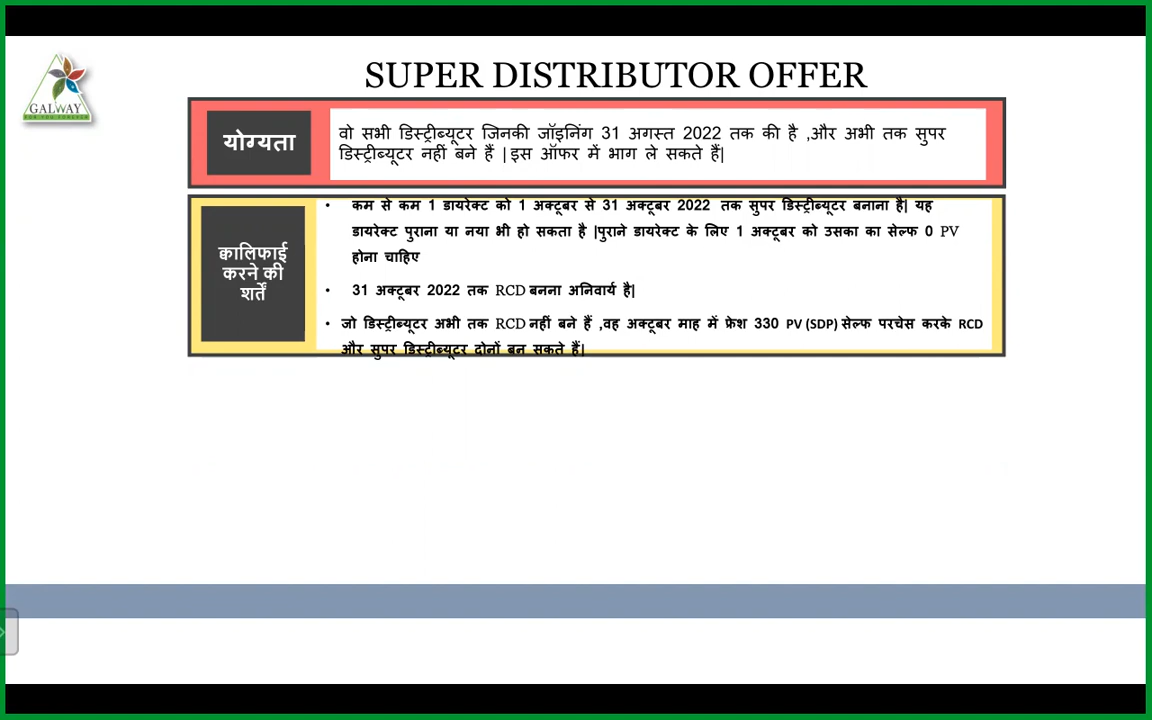 SUPER DISTRIBUTOR OFFER
GALWAY
FOR YOU FOREVER
योग्यता
वो सभी डिस्ट्रीब्यूटर जिनकी जॉइनिंग 31 अगस्त 2022 तक की है ,और अभी तक सुपर
डिस्ट्रीब्यूटर नहीं बने हैं | इस ऑफर में भाग ले सकते हैं|
क्वालिफाई
करने की
शर्तें
• कम से कम 1 डायरेक्ट को 1 अक्टूबर से 31 अक्टूबर 2022 तक सुपर डिस्ट्रीब्यूटर बनाना है| यह
डायरेक्ट पुराना या नया भी हो सकता है |पुराने डायरेक्ट के लिए 1 अक्टूबर को उसका का सेल्फ 0 PV
होना चाहिए
• 31 अक्टूबर 2022 तक RCD बनना अनिवार्य है|
• जो डिस्ट्रीब्यूटर अभी तक RCD नहीं बने हैं ,वह अक्टूबर माह में फ्रेश 330 PV (SDP) सेल्फ परचेस करके RCD
और सुपर डिस्ट्रीब्यूटर दोनों बन सकते हैं|